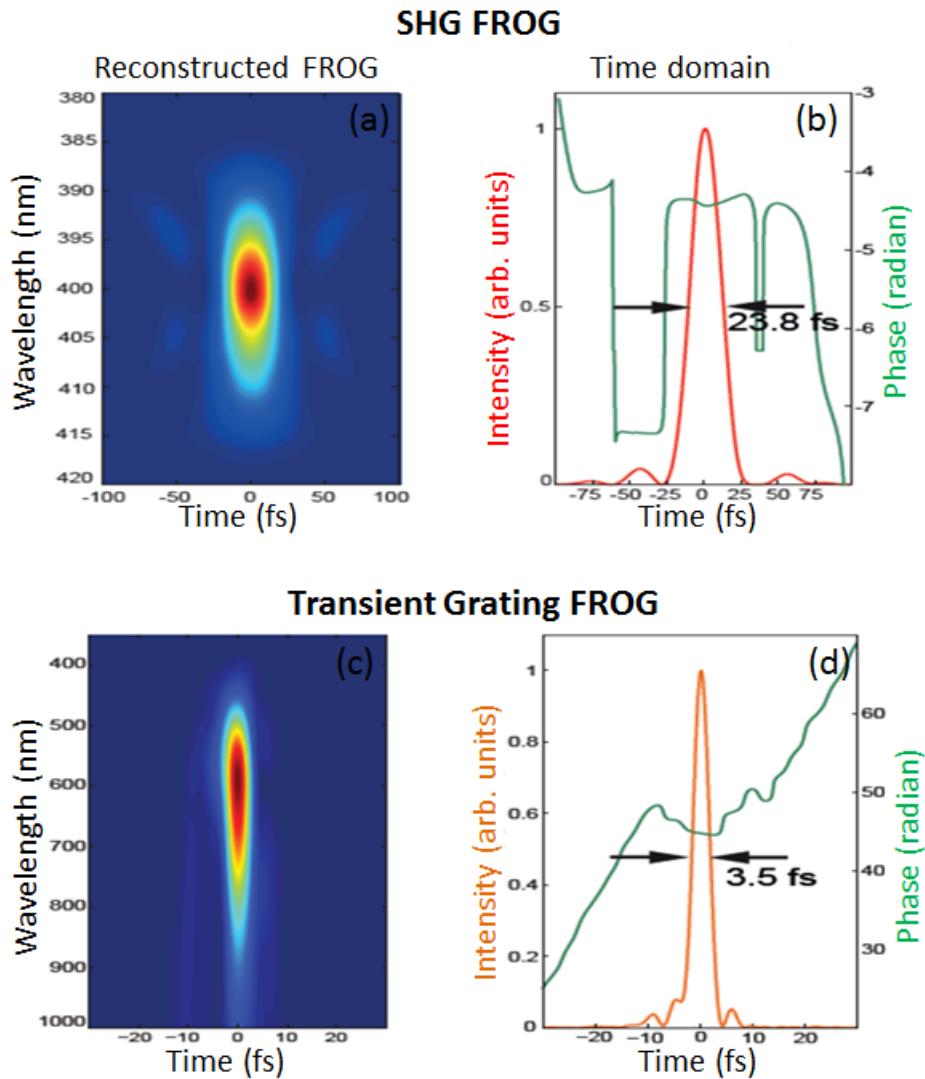 SHG FROG
Reconstructed FROG
Time domain
(a)
Wavelength (nm)
380
385
390
395
400
405
410
415
420
-100 -50 0 50 100
Time (fs)
(b)
Intensity (arb. units)
1
0.5
0
23.8 fs
-3
-4
-5
-6
-7
Phase (radian)
-75 -50 -25 0 25 50 75
Time (fs)
Transient Grating FROG
(c)
Wavelength (nm)
400
500
600
700
800
900
1000
−20 −10 0 10 20
Time (fs)
(d)
Intensity (arb. units)
1
0.8
0.6
0.4
0.2
0
3.5 fs
60
50
40
30
Phase (radian)
−20 −10 0 10 20
Time (fs)